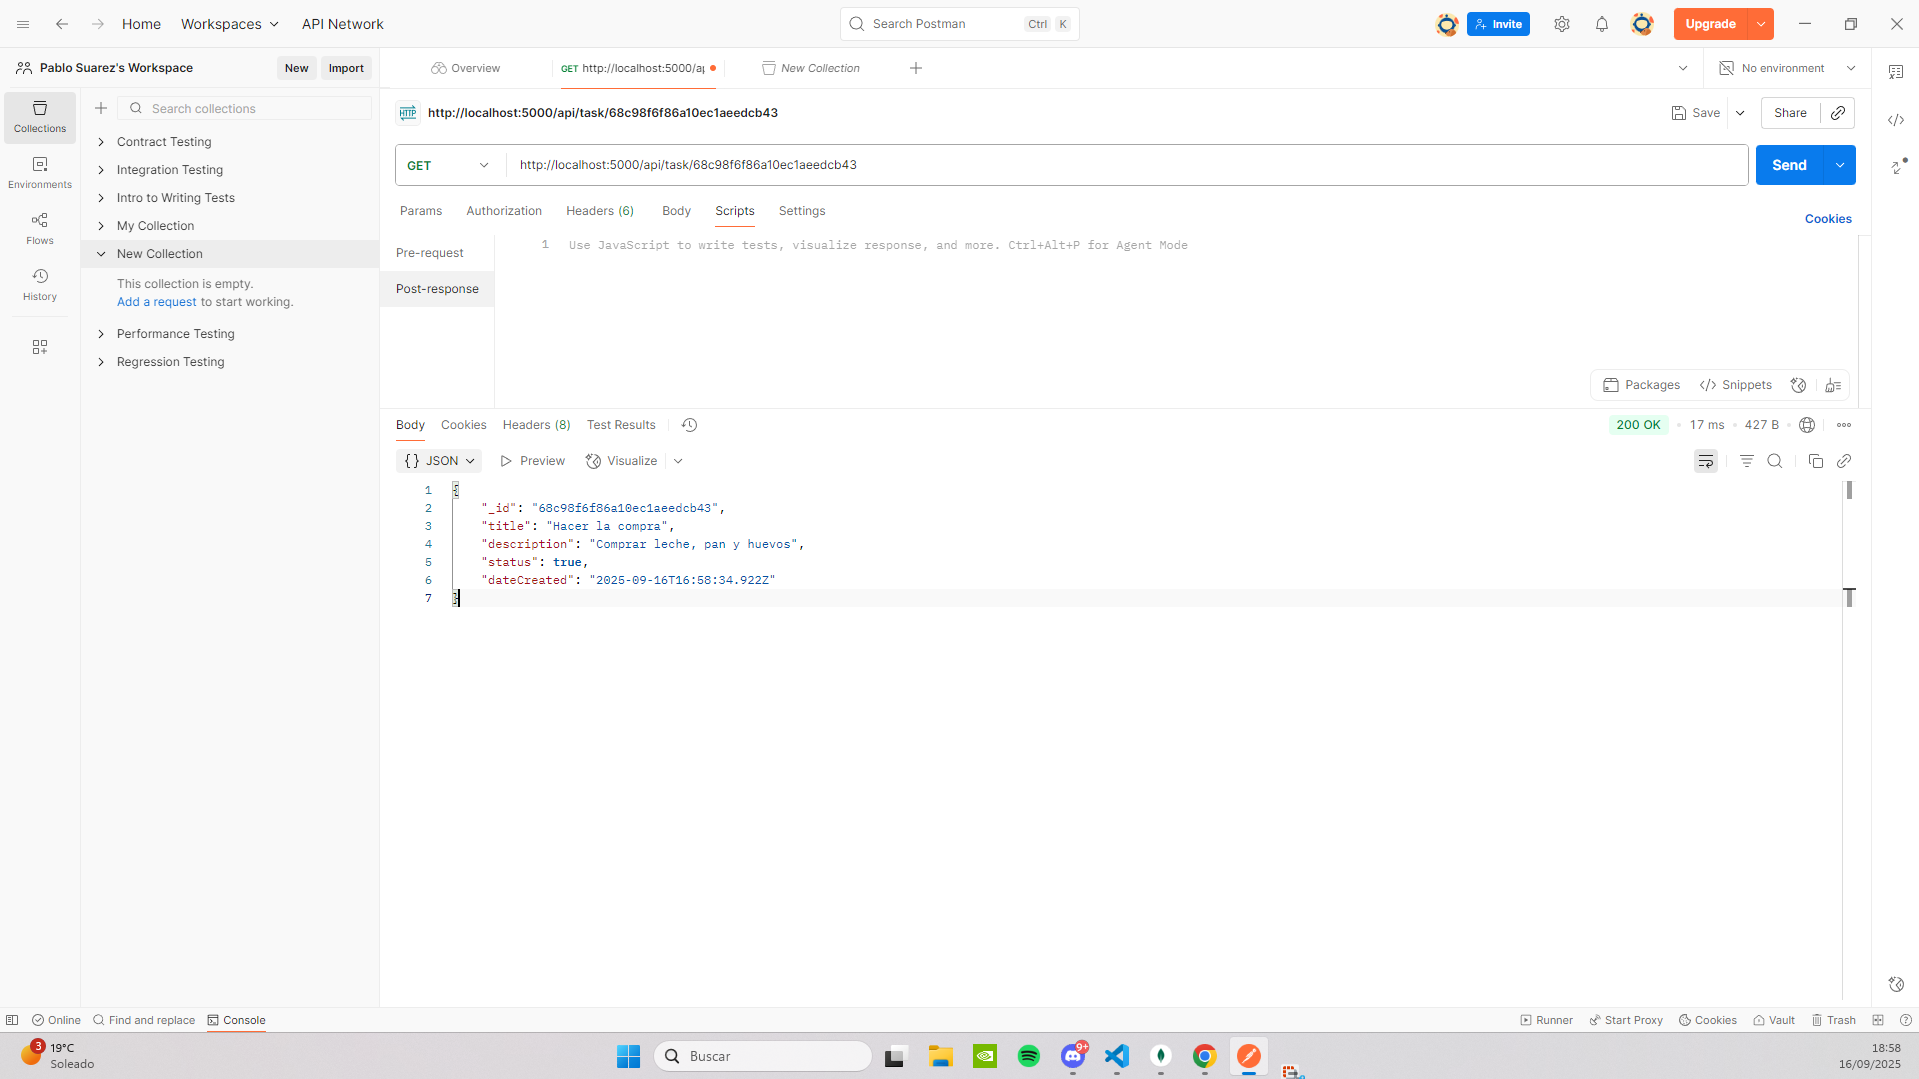 Home
Workspaces
API Network
Search Postman
Ctrl K
Invite
Upgrade
Pablo Suarez's Workspace
New
Import
Overview
GET http://localhost:5000/a
New Collection
No environment
Collections
Environments
Flows
History
Search collections
Contract Testing
Integration Testing
Intro to Writing Tests
My Collection
New Collection
This collection is empty.
Add a request to start working.
Performance Testing
Regression Testing
HTTP http://localhost:5000/api/task/68c98f6f86a10ec1aeedcb43
Save
Share
GET
http://localhost:5000/api/task/68c98f6f86a10ec1aeedcb43
Send
Params
Authorization
Headers (6)
Body
Scripts
Settings
Cookies
Pre-request
Post-response
1 Use JavaScript to write tests, visualize response, and more. Ctrl+Alt+P for Agent Mode
Packages
</> Snippets
Body
Cookies
Headers (8)
Test Results
200 OK
17 ms
427 B
{} JSON
Preview
Visualize
1 {
2 "_id": "68c98f6f86a10ec1aeedcb43",
3 "title": "Hacer la compra",
4 "description": "Comprar leche, pan y huevos",
5 "status": true,
6 "dateCreated": "2025-09-16T16:58:34.922Z"
7 }
Online
Find and replace
Console
Runner
Start Proxy
Cookies
Vault
Trash
3
19°C
Soleado
Buscar
9+
18:58
16/09/2025